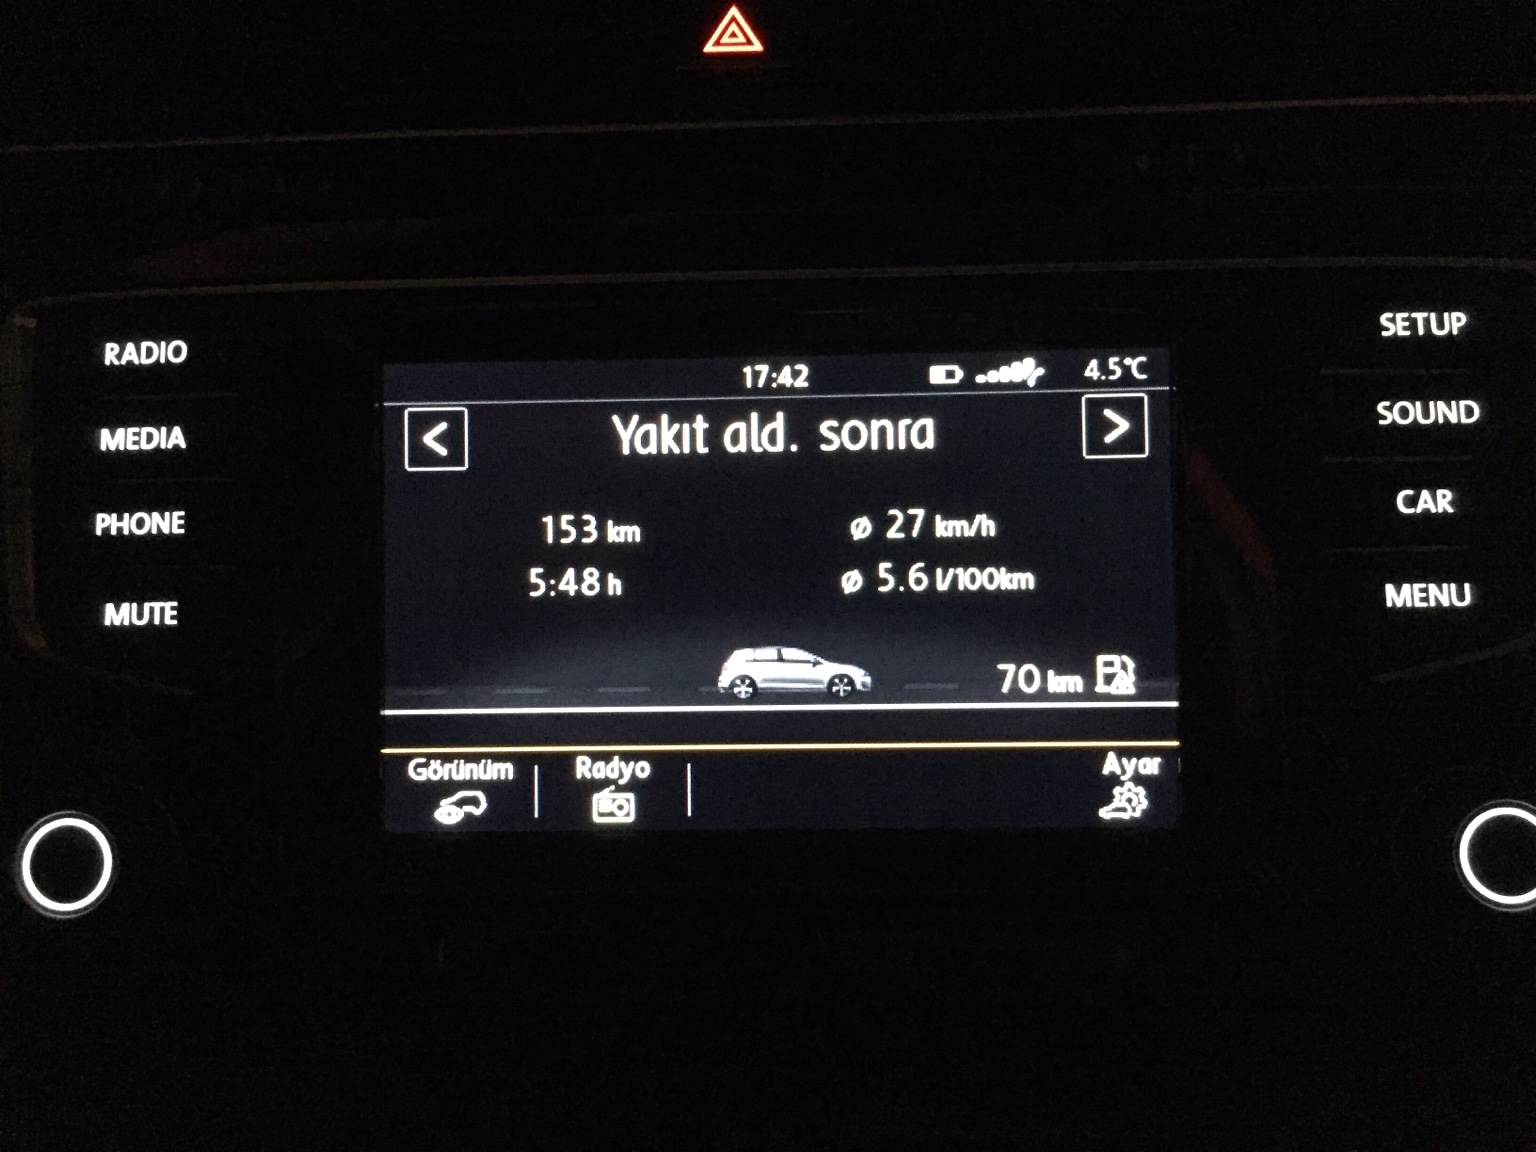 RADIO
MEDIA
PHONE
MUTE
17:42 4.5°C
< Yakıt ald. sonra >
153 km ø 27 km/h
5:48 h ø 5.6 l/100km
70 km
Görünüm Radyo Ayar
SETUP
SOUND
CAR
MENU